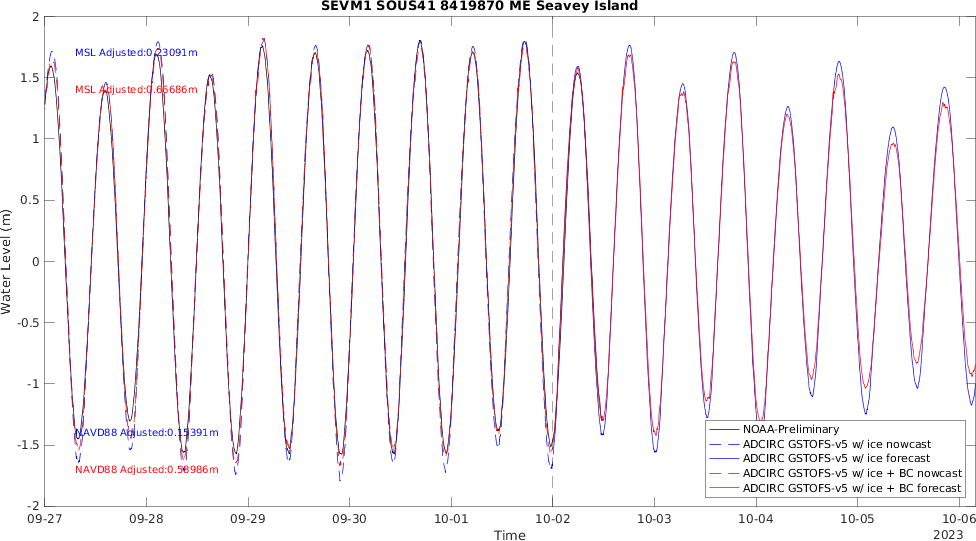 SEVM1 SOUS41 8419870 ME Seavey Island
2
1.5
1
0.5
0
-0.5
-1
-1.5
-2
Water Level (m)
MSL Adjusted:0.23091m
MSL Adjusted:0.66686m
NAVD88 Adjusted:0.15391m
NAVD88 Adjusted:0.58986m
NOAA-Preliminary
ADCIRC GSTOFS-v5 w/ ice nowcast
ADCIRC GSTOFS-v5 w/ ice forecast
ADCIRC GSTOFS-v5 w/ ice + BC nowcast
ADCIRC GSTOFS-v5 w/ ice + BC forecast
09-27 09-28 09-29 09-30 10-01 10-02 10-03 10-04 10-05 10-06
Time
2023